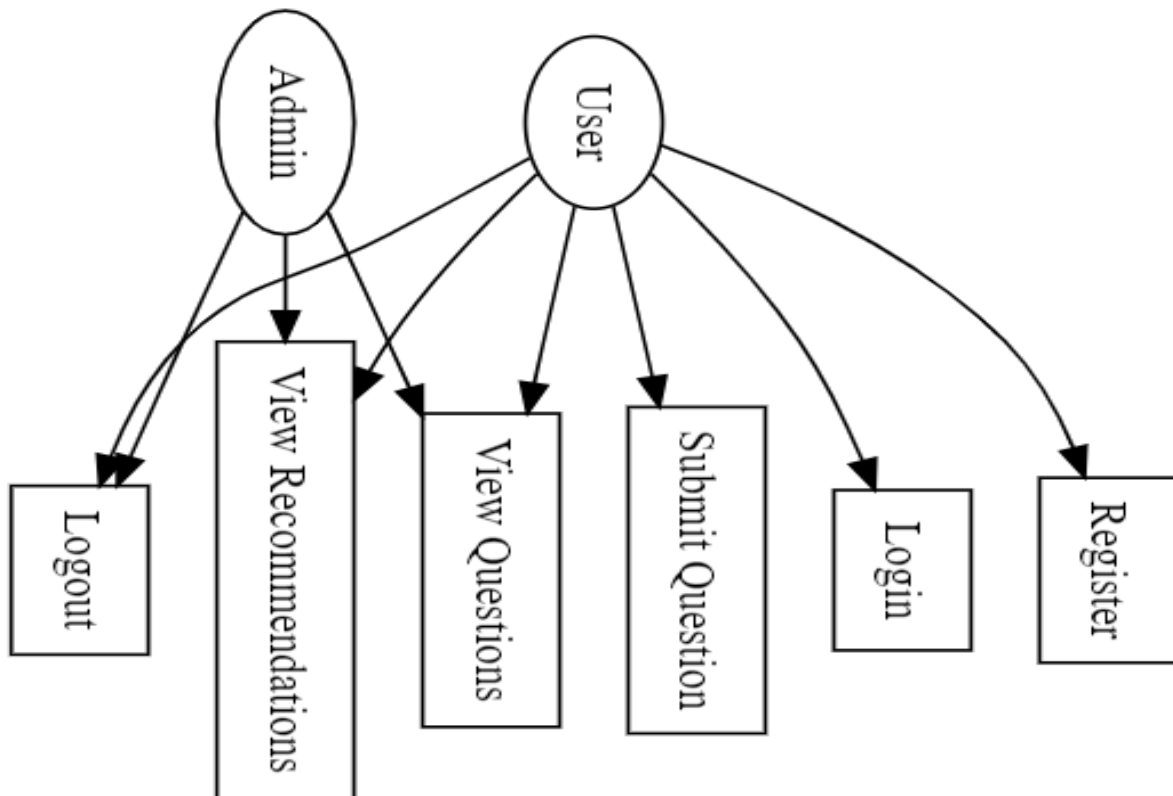 User
Admin
Register
Login
Submit Question
View Questions
View Recommendations
Logout